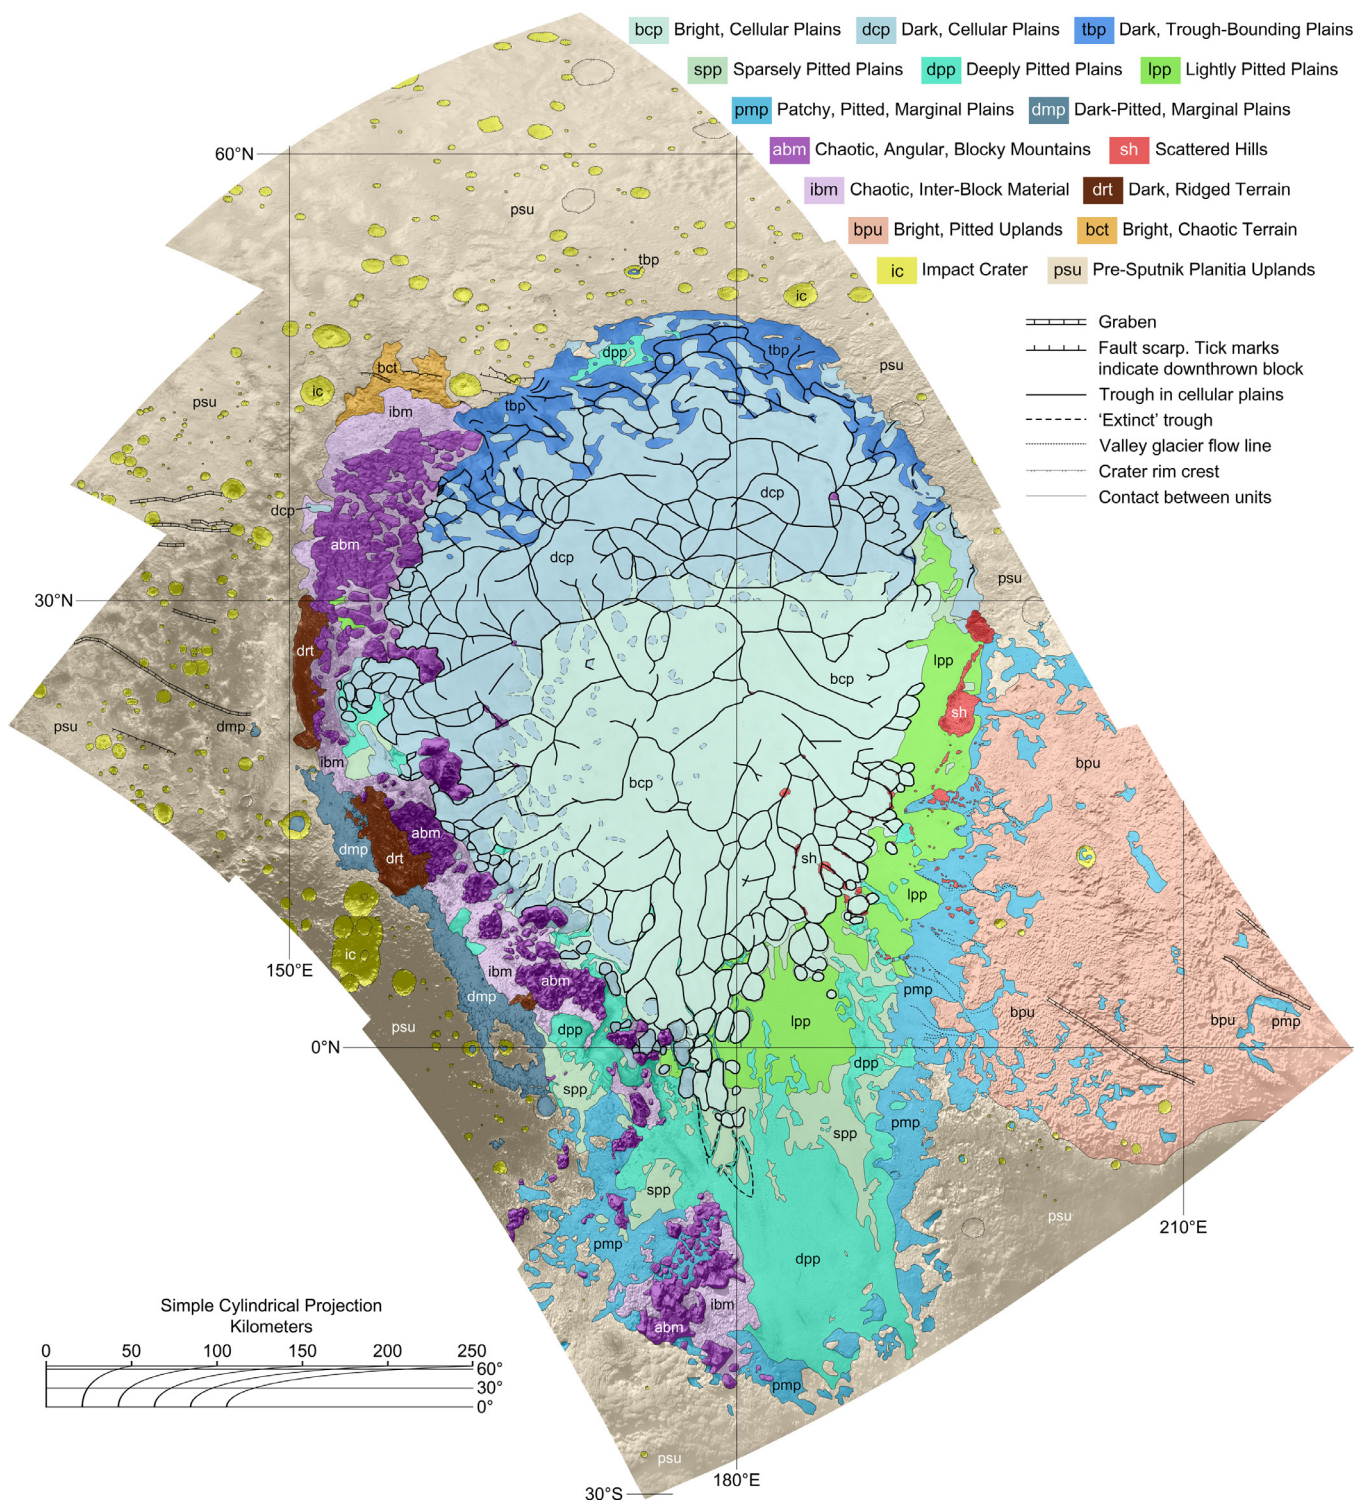 bcp Bright, Cellular Plains dcp Dark, Cellular Plains tbp Dark, Trough-Bounding Plains
spp Sparsely Pitted Plains dpp Deeply Pitted Plains lpp Lightly Pitted Plains
pmp Patchy, Pitted, Marginal Plains dmp Dark-Pitted, Marginal Plains
abm Chaotic, Angular, Blocky Mountains sh Scattered Hills
ibm Chaotic, Inter-Block Material drt Dark, Ridged Terrain
bpu Bright, Pitted Uplands bct Bright, Chaotic Terrain
ic Impact Crater psu Pre-Sputnik Planitia Uplands
Graben
Fault scarp. Tick marks
indicate downthrown block
Trough in cellular plains
‘Extinct’ trough
Valley glacier flow line
Crater rim crest
Contact between units
60°N
psu
tbp
ic
dpp
tbp
psu
bct
ic
psu
ibm
tbp
dcp
dcp
abm
dcp
psu
30°N
drt
lpp
bcp
psu
dmp
sh
ibm
bpu
bcp
abm
dmp
drt
sh
lpp
ic
150°E
ibm
abm
dmp
pmp
psu
dpp
lpp
bpu
bpu
pmp
0°N
dpp
spp
pmp
spp
spp
psu
210°E
pmp
dpp
ibm
abm
pmp
Simple Cylindrical Projection
Kilometers
0 50 100 150 200 250
60°
30°
0°
psu
180°E
30°S